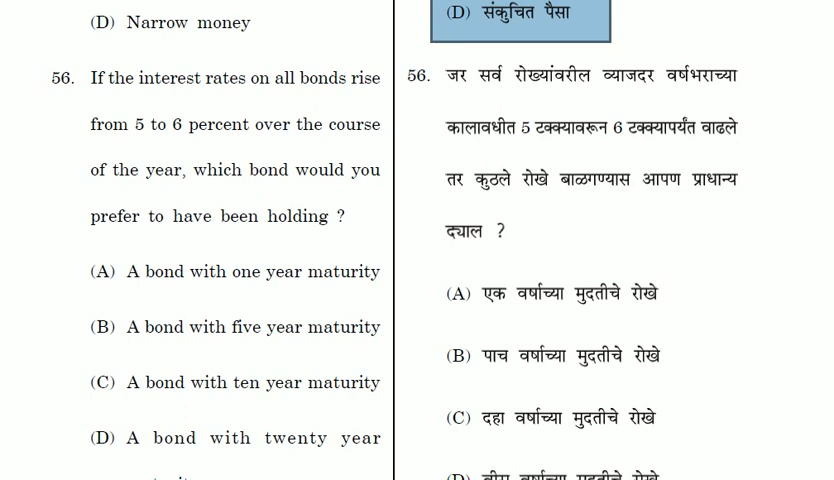 (D) Narrow money
56. If the interest rates on all bonds rise
from 5 to 6 percent over the course
of the year, which bond would you
prefer to have been holding ?
(A) A bond with one year maturity
(B) A bond with five year maturity
(C) A bond with ten year maturity
(D) A bond with twenty year
(D) संकुचित पैसा
56. जर सर्व रोख्यांवरील व्याजदर वर्षभराच्या
कालावधीत 5 टक्क्यावरून 6 टक्क्यापर्यंत वाढले
तर कुठले रोखे बाळगण्यास आपण प्राधान्य
द्याल ?
(A) एक वर्षाच्या मुदतीचे रोखे
(B) पाच वर्षाच्या मुदतीचे रोखे
(C) दहा वर्षाच्या मुदतीचे रोखे
(D) वीस वर्षाच्या मुदतीचे रोखे